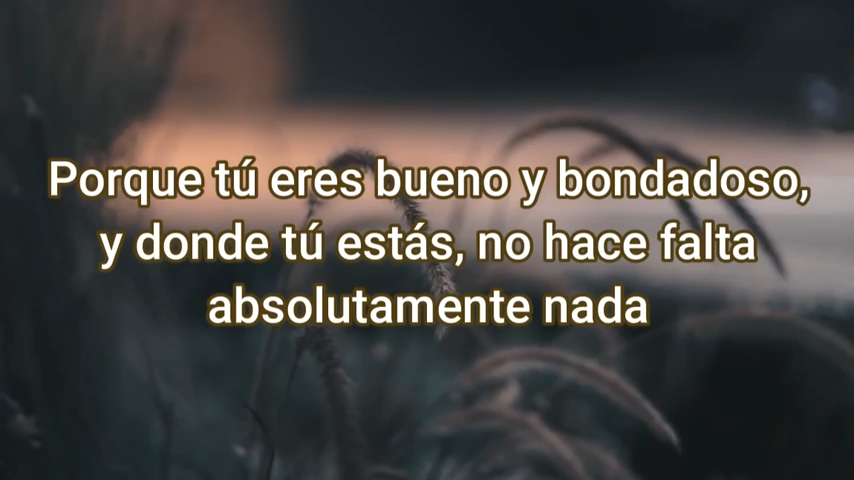 Porque tú eres bueno y bondadoso,
y donde tú estás, no hace falta
absolutamente nada